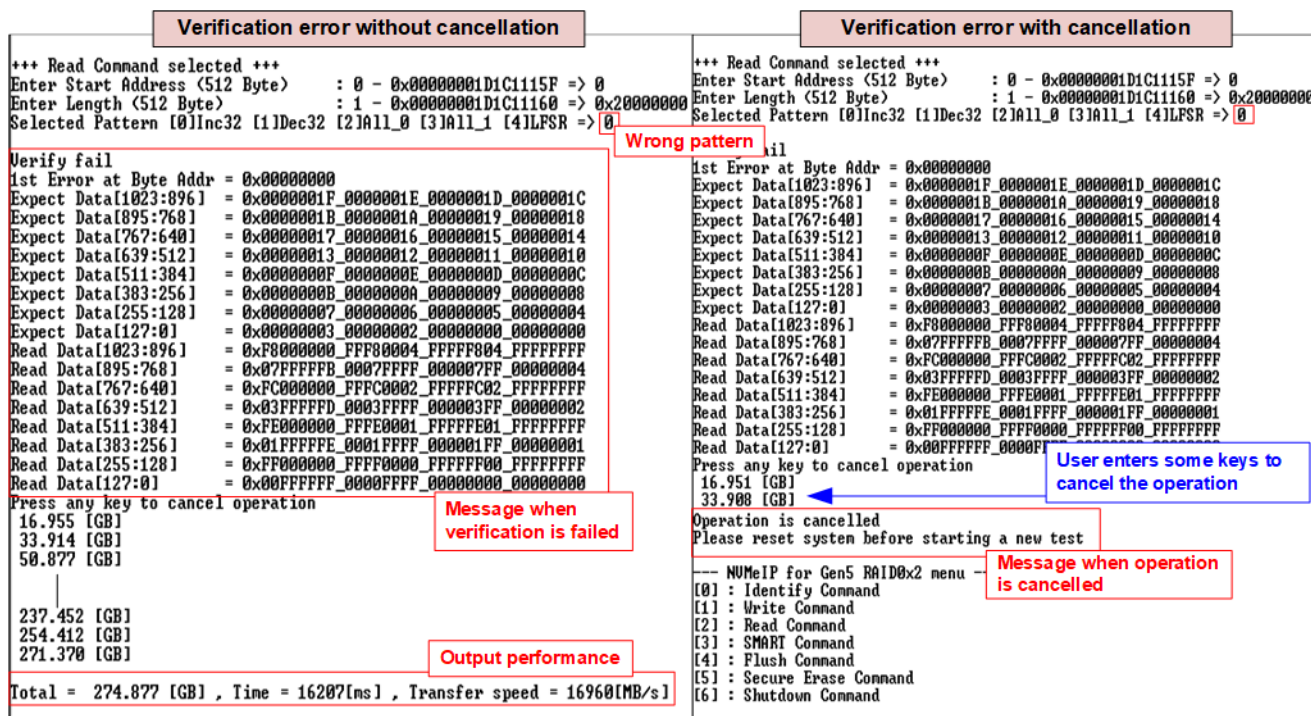 Verification error without cancellation
+++ Read Command selected +++
Enter Start Address (512 Byte) : 0 - 0x00000001D1C1115F => 0
Enter Length (512 Byte) : 1 - 0x00000001D1C11160 => 0x20000000
Selected Pattern [0]Inc32 [1]Dec32 [2]All_0 [3]All_1 [4]LFSR => 0
Wrong pattern
Verify fail
1st Error at Byte Addr = 0x00000000
Expect Data[1023:896] = 0x0000001F_0000001E_0000001D_0000001C
Expect Data[895:768] = 0x0000001B_0000001A_00000019_00000018
Expect Data[767:640] = 0x00000017_00000016_00000015_00000014
Expect Data[639:512] = 0x00000013_00000012_00000011_00000010
Expect Data[511:384] = 0x0000000F_0000000E_0000000D_0000000C
Expect Data[383:256] = 0x0000000B_0000000A_00000009_00000008
Expect Data[255:128] = 0x00000007_00000006_00000005_00000004
Expect Data[127:0] = 0x00000003_00000002_00000000_00000000
Read Data[1023:896] = 0xF8000000_FFF80004_FFFFF804_FFFFFFFF
Read Data[895:768] = 0x07FFFFFB_0007FFFF_000007FF_00000004
Read Data[767:640] = 0xFC000000_FFFC0002_FFFFFC02_FFFFFFFF
Read Data[639:512] = 0x03FFFFFD_0003FFFF_000003FF_00000002
Read Data[511:384] = 0xFE000000_FFFE0001_FFFFFE01_FFFFFFFF
Read Data[383:256] = 0x01FFFFFE_0001FFFF_000001FF_00000001
Read Data[255:128] = 0xFF000000_FFFF0000_FFFFFF00_FFFFFFFF
Read Data[127:0] = 0x00FFFFFF_0000FFFF_00000000_00000000
Press any key to cancel operation
16.955 [GB]
33.914 [GB]
50.877 [GB]
Message when
verification is failed
237.452 [GB]
254.412 [GB]
271.370 [GB]
Output performance
Total = 274.877 [GB] , Time = 16207[ms] , Transfer speed = 16960[MB/s]
Verification error with cancellation
+++ Read Command selected +++
Enter Start Address (512 Byte) : 0 - 0x00000001D1C1115F => 0
Enter Length (512 Byte) : 1 - 0x00000001D1C11160 => 0x20000000
Selected Pattern [0]Inc32 [1]Dec32 [2]All_0 [3]All_1 [4]LFSR => 0
1st Error at Byte Addr = 0x00000000
Expect Data[1023:896] = 0x0000001F_0000001E_0000001D_0000001C
Expect Data[895:768] = 0x0000001B_0000001A_00000019_00000018
Expect Data[767:640] = 0x00000017_00000016_00000015_00000014
Expect Data[639:512] = 0x00000013_00000012_00000011_00000010
Expect Data[511:384] = 0x0000000F_0000000E_0000000D_0000000C
Expect Data[383:256] = 0x0000000B_0000000A_00000009_00000008
Expect Data[255:128] = 0x00000007_00000006_00000005_00000004
Expect Data[127:0] = 0x00000003_00000002_00000000_00000000
Read Data[1023:896] = 0xF8000000_FFF80004_FFFFF804_FFFFFFFF
Read Data[895:768] = 0x07FFFFFB_0007FFFF_000007FF_00000004
Read Data[767:640] = 0xFC000000_FFFC0002_FFFFFC02_FFFFFFFF
Read Data[639:512] = 0x03FFFFFD_0003FFFF_000003FF_00000002
Read Data[511:384] = 0xFE000000_FFFE0001_FFFFFE01_FFFFFFFF
Read Data[383:256] = 0x01FFFFFE_0001FFFF_000001FF_00000001
Read Data[255:128] = 0xFF000000_FFFF0000_FFFFFF00_FFFFFFFF
Read Data[127:0]
Press any key to cancel operation
16.951 [GB]
33.908 [GB]
User enters some keys to
cancel the operation
Operation is cancelled
Please reset system before starting a new test
Message when operation
is cancelled
--- NVMeIP for Gen5 RAID0x2 menu --
[0] : Identify Command
[1] : Write Command
[2] : Read Command
[3] : SMART Command
[4] : Flush Command
[5] : Secure Erase Command
[6] : Shutdown Command